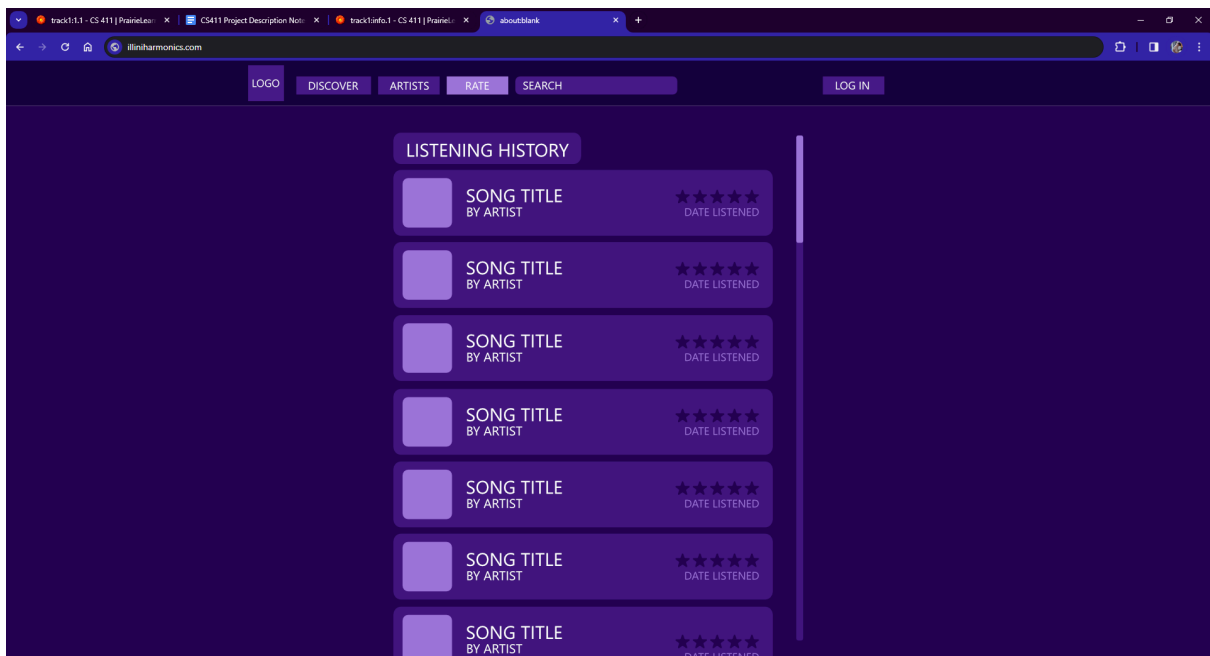 track1:1.1 - CS 411 | PrairieLearn
CS411 Project Description Note
track1:info.1 - CS 411 | PrairieLe
about:blank
illiniharmonics.com
LOGO DISCOVER ARTISTS RATE SEARCH LOG IN
LISTENING HISTORY
SONG TITLE
BY ARTIST DATE LISTENED
SONG TITLE
BY ARTIST DATE LISTENED
SONG TITLE
BY ARTIST DATE LISTENED
SONG TITLE
BY ARTIST DATE LISTENED
SONG TITLE
BY ARTIST DATE LISTENED
SONG TITLE
BY ARTIST DATE LISTENED
SONG TITLE
BY ARTIST DATE LISTENED